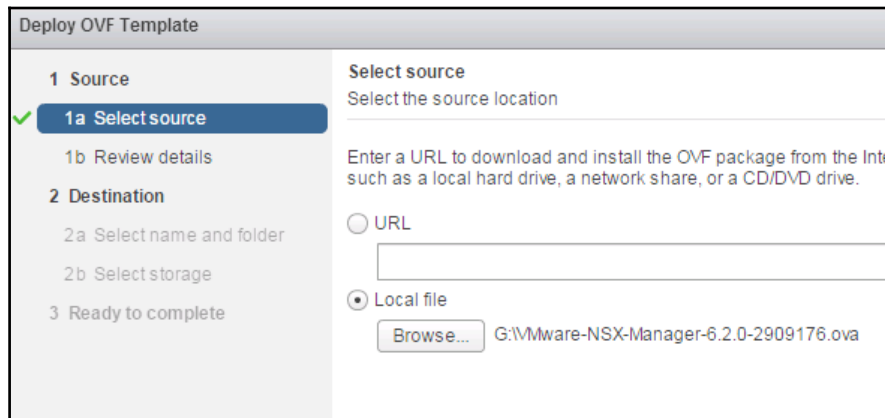 Deploy OVF Template
1 Source
1a Select source
1b Review details
2 Destination
2a Select name and folder
2b Select storage
3 Ready to complete
Select source
Select the source location
Enter a URL to download and install the OVF package from the
such as a local hard drive, a network share, or a CD/DVD drive.
URL
Local file
Browse...
G:\VMware-NSX-Manager-6.2.0-2909176.ova